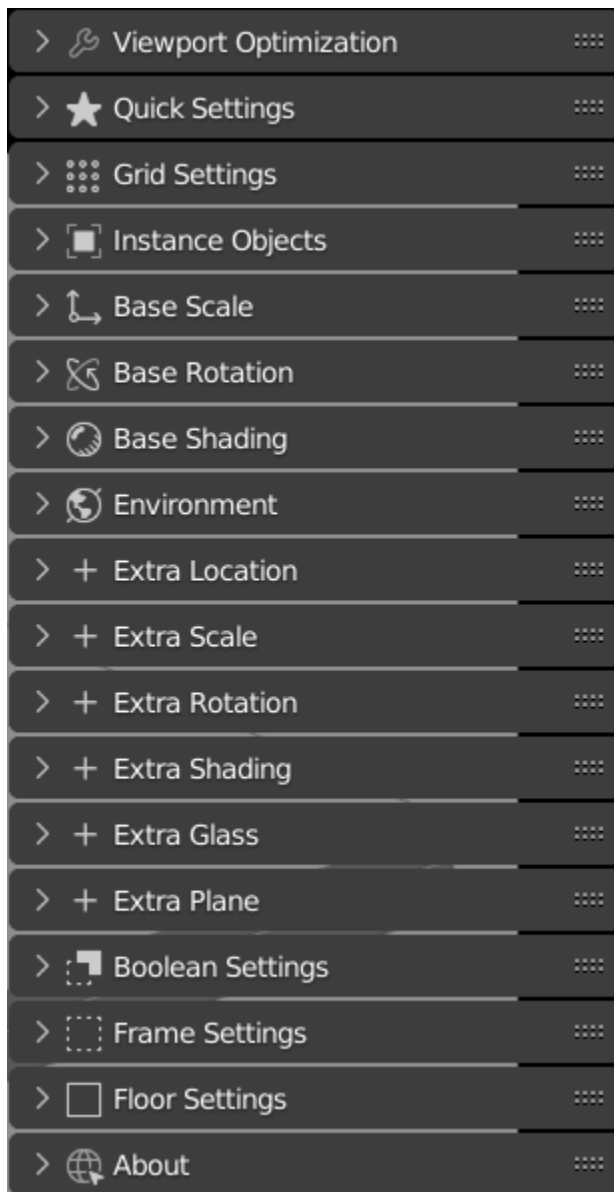 Viewport Optimization
Quick Settings
Grid Settings
Instance Objects
Base Scale
Base Rotation
Base Shading
Environment
Extra Location
Extra Scale
Extra Rotation
Extra Shading
Extra Glass
Extra Plane
Boolean Settings
Frame Settings
Floor Settings
About